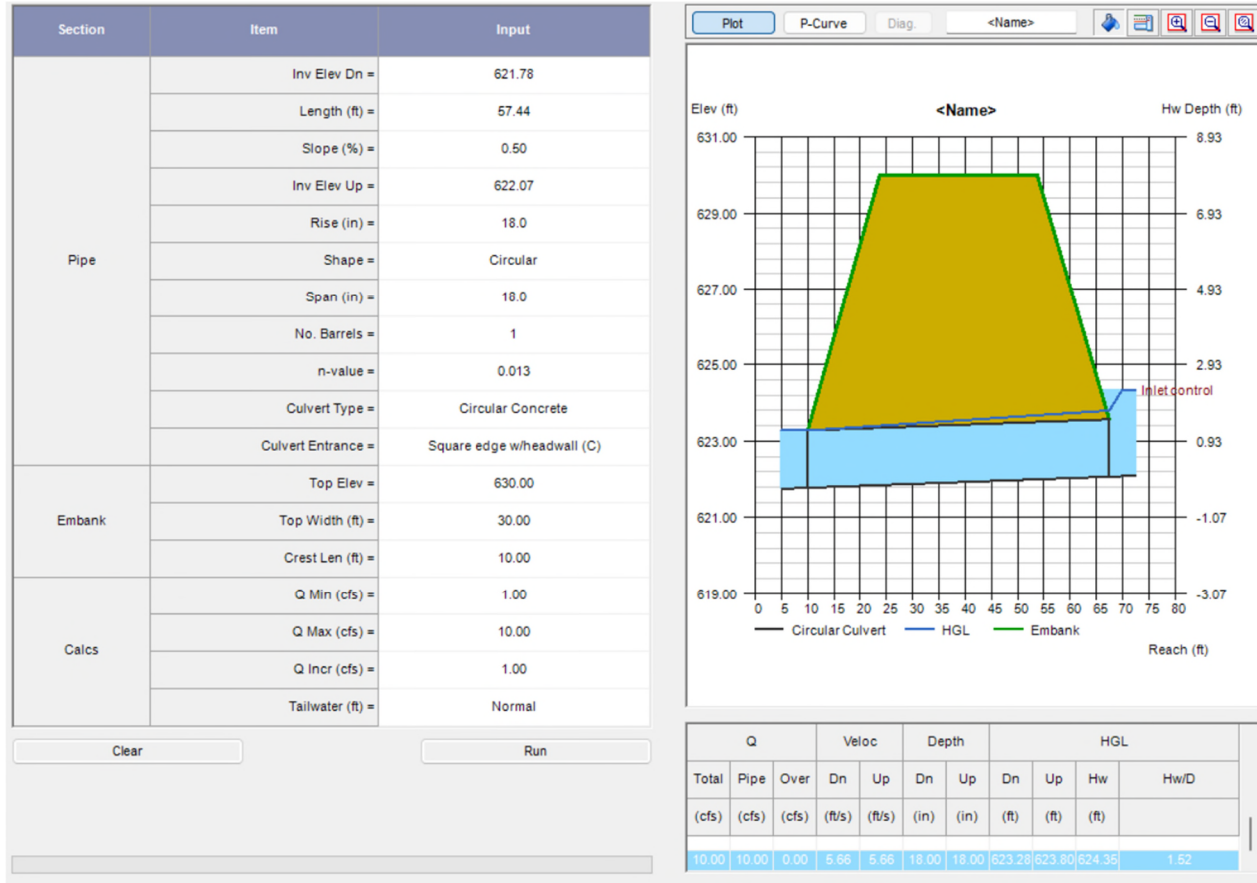 Section Item Input
Pipe
Inv Elev Dn = 621.78
Length (ft) = 57.44
Slope (%) = 0.50
Inv Elev Up = 622.07
Rise (in) = 18.0
Shape = Circular
Span (in) = 18.0
No. Barrels = 1
n-value = 0.013
Culvert Type = Circular Concrete
Culvert Entrance = Square edge w/headwall (C)
Embank
Top Elev = 630.00
Top Width (ft) = 30.00
Crest Len (ft) = 10.00
Calcs
Q Min (cfs) = 1.00
Q Max (cfs) = 10.00
Q Incr (cfs) = 1.00
Tailwater (ft) = Normal
Clear Run
Plot P-Curve Diag. <Name>
Elev (ft) <Name> Hw Depth (ft)
631.00 8.93
629.00 6.93
627.00 4.93
625.00 2.93
Inlet control
623.00 0.93
621.00 -1.07
619.00 -3.07
0 5 10 15 20 25 30 35 40 45 50 55 60 65 70 75 80
Circular Culvert HGL Embank
Reach (ft)
Q Veloc Depth HGL
Total Pipe Over Dn Up Dn Up Dn Up Hw Hw/D
(cfs) (cfs) (cfs) (ft/s) (ft/s) (in) (in) (ft) (ft) (ft)
10.00 10.00 0.00 5.66 5.66 18.00 18.00 623.28 623.80 624.35 1.52